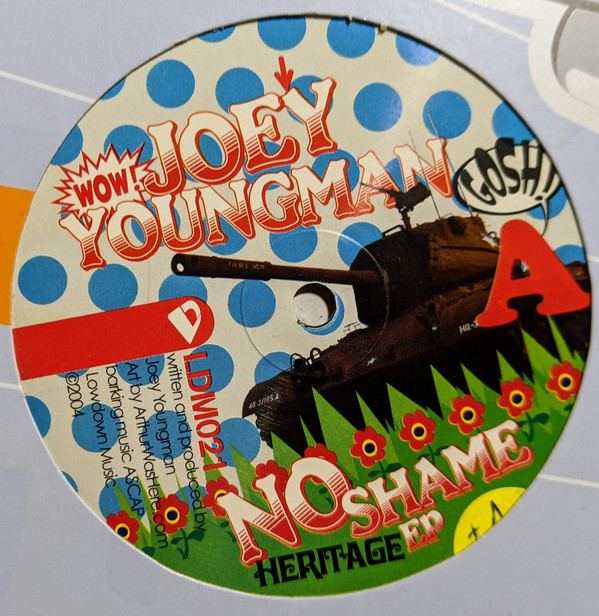 WOW!
JOEY
YOUNGMAN
GOSH!!
A
LDM021
written and produced by
Joey Youngman
Art by ArthurWasHere.com
barking music ASCAP
Lowdown Music
©2004
NO SHAME
HERITAGE EP